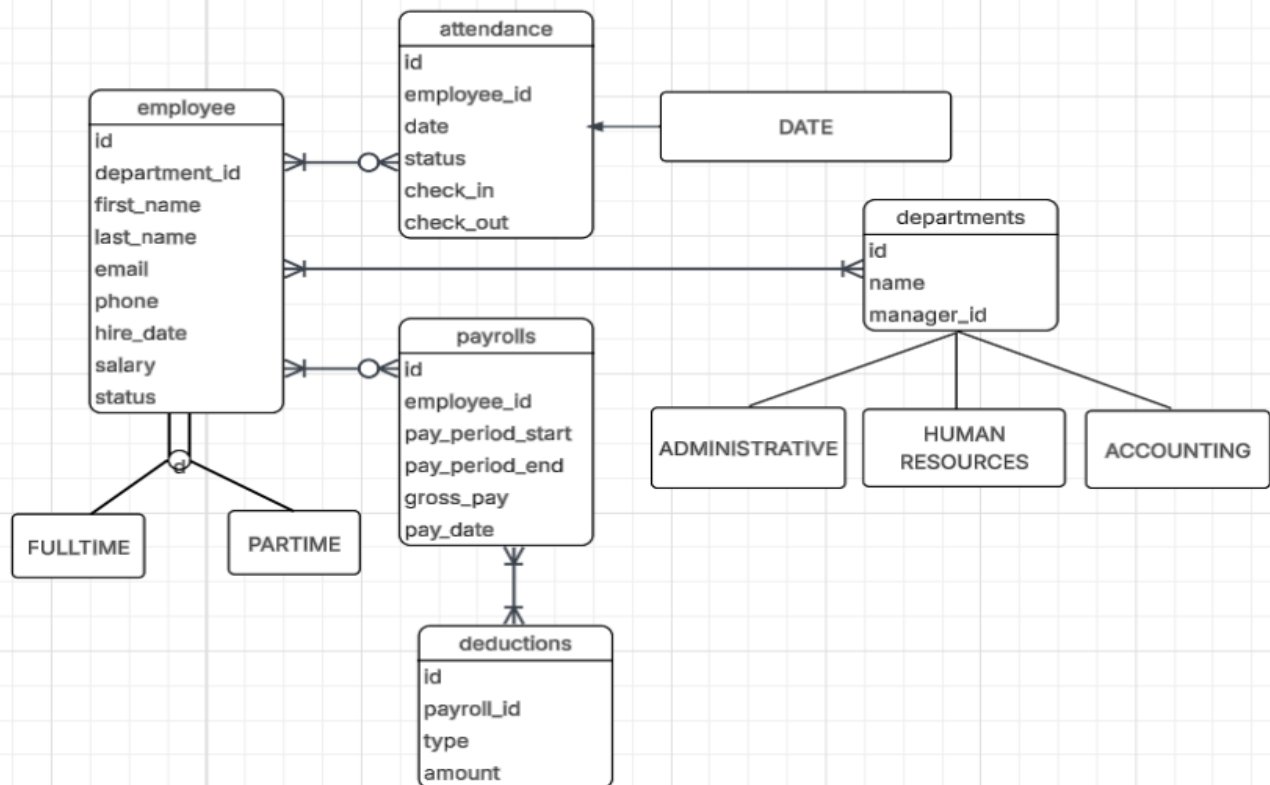 attendance
id
employee_id
date
status
check_in
check_out
employee
id
department_id
first_name
last_name
email
phone
hire_date
salary
status
DATE
departments
id
name
manager_id
payrolls
id
employee_id
pay_period_start
pay_period_end
gross_pay
pay_date
ADMINISTRATIVE
HUMAN
RESOURCES
ACCOUNTING
d
FULLTIME
PARTIME
deductions
id
payroll_id
type
amount